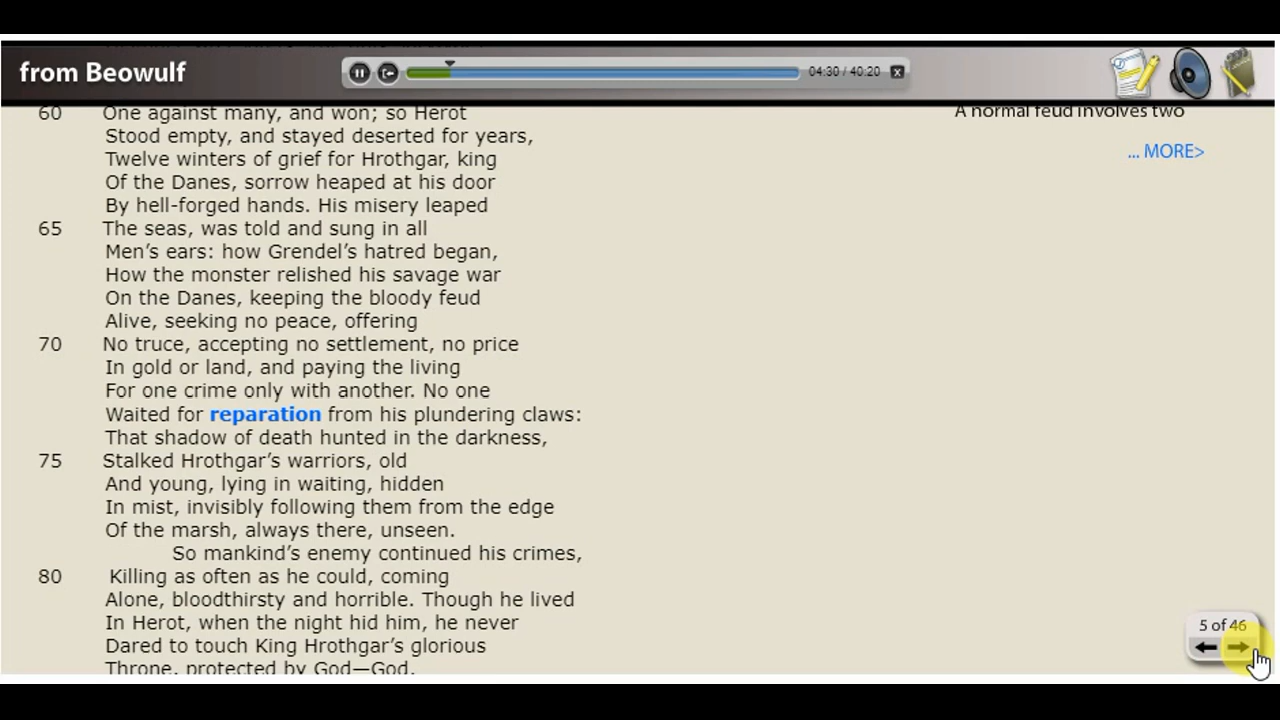 from Beowulf
04:30 / 40:20 x
60 One against many, and won; so Herot
Stood empty, and stayed deserted for years,
Twelve winters of grief for Hrothgar, king
Of the Danes, sorrow heaped at his door
By hell-forged hands. His misery leaped
65 The seas, was told and sung in all
Men’s ears: how Grendel’s hatred began,
How the monster relished his savage war
On the Danes, keeping the bloody feud
Alive, seeking no peace, offering
70 No truce, accepting no settlement, no price
In gold or land, and paying the living
For one crime only with another. No one
Waited for reparation from his plundering claws:
That shadow of death hunted in the darkness,
75 Stalked Hrothgar’s warriors, old
And young, lying in waiting, hidden
In mist, invisibly following them from the edge
Of the marsh, always there, unseen.
So mankind’s enemy continued his crimes,
80 Killing as often as he could, coming
Alone, bloodthirsty and horrible. Though he lived
In Herot, when the night hid him, he never
Dared to touch King Hrothgar’s glorious
Throne, protected by God—God,
A normal feud involves two
... MORE>
5 of 46